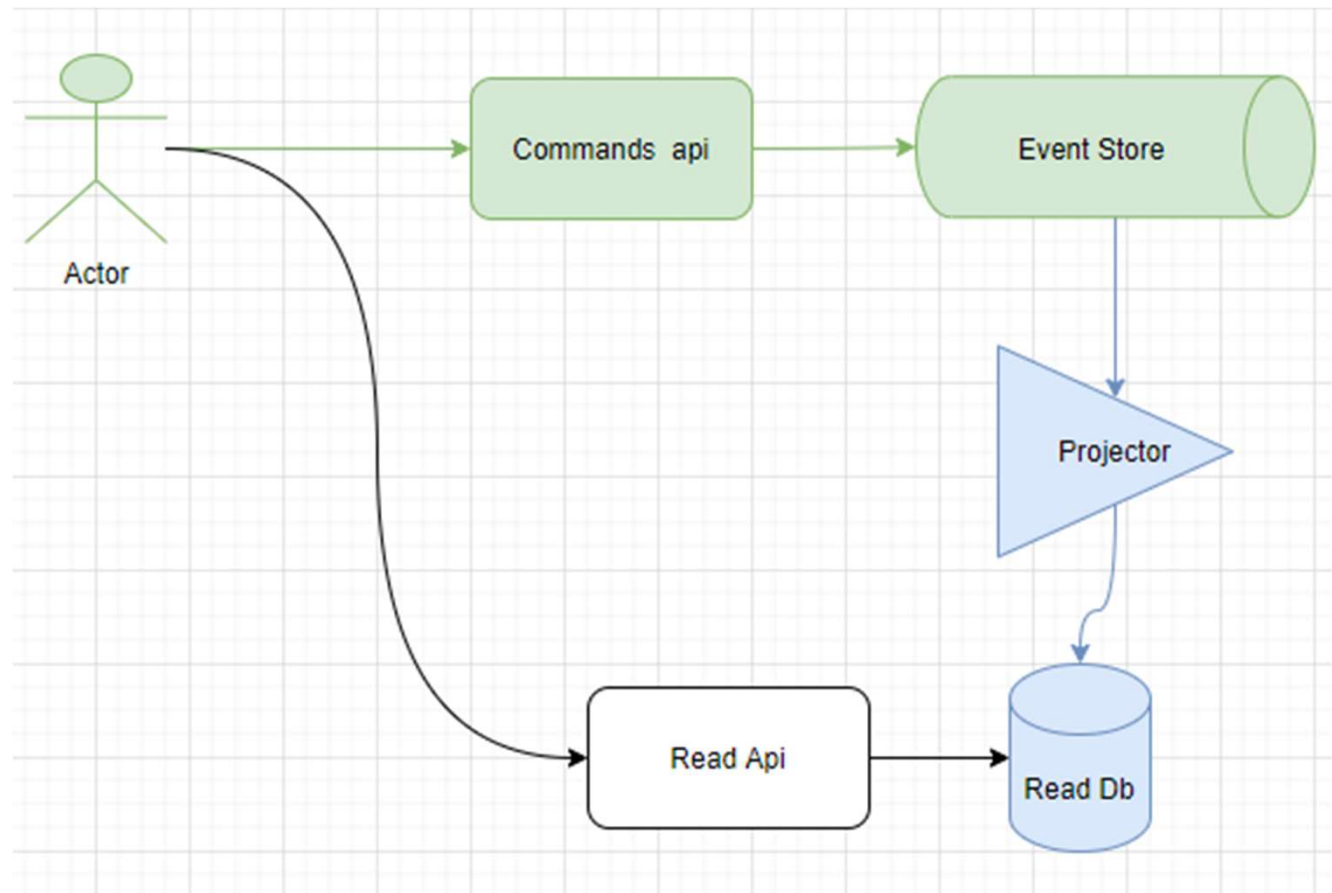 Commands  api
Event Store
Actor
Projector
Read Api
Read Db